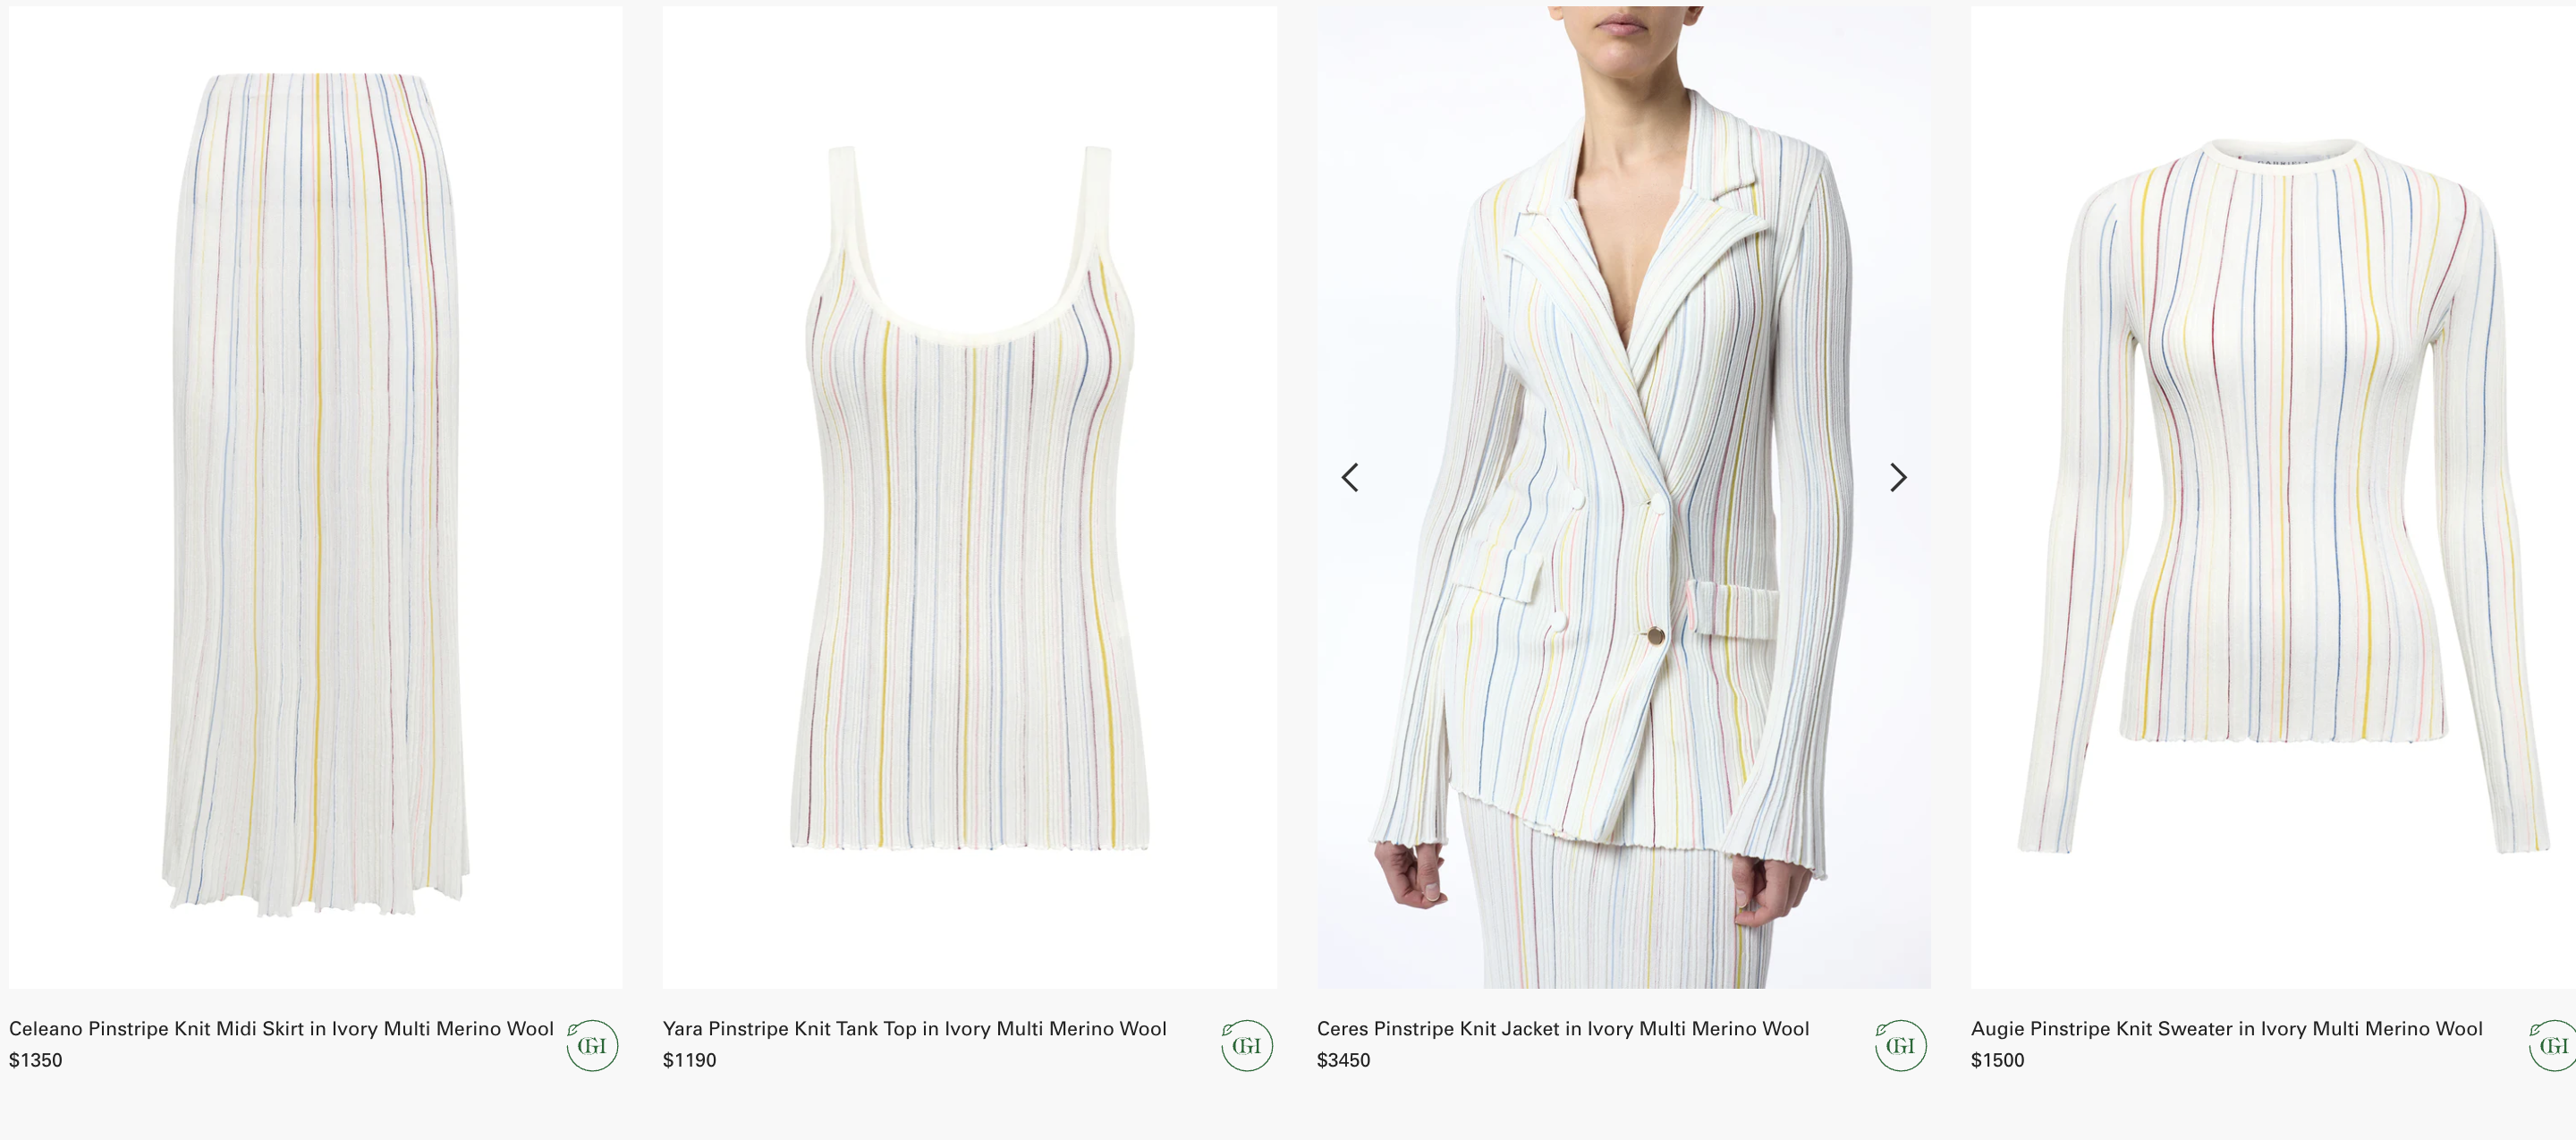 Celeano Pinstripe Knit Midi Skirt in Ivory Multi Merino Wool
$1350
GH
Yara Pinstripe Knit Tank Top in Ivory Multi Merino Wool
$1190
GH
Ceres Pinstripe Knit Jacket in Ivory Multi Merino Wool
$3450
GH
Augie Pinstripe Knit Sweater in Ivory Multi Merino Wool
$1500
GH